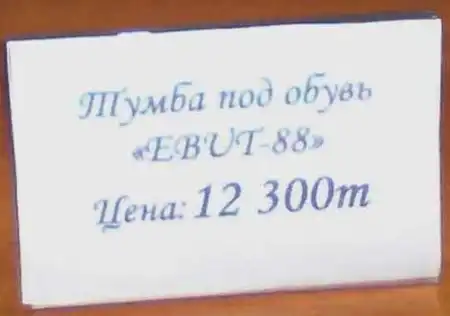 Тумба под обувь
«EBUT-88»
Цена: 12 300т